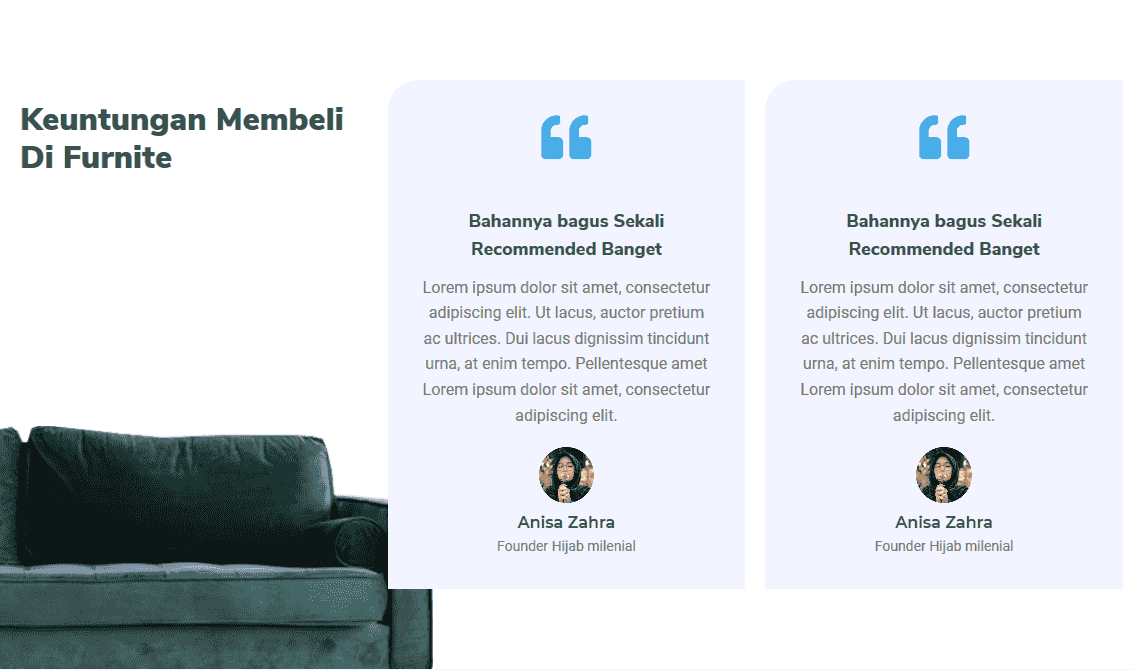 Keuntungan Membeli
Di Furnite
Bahannya bagus Sekali
Recommended Banget
Lorem ipsum dolor sit amet, consectetur
adipiscing elit. Ut lacus, auctor pretium
ac ultrices. Dui lacus dignissim tincidunt
urna, at enim tempo. Pellentesque amet
Lorem ipsum dolor sit amet, consectetur
adipiscing elit.
Anisa Zahra
Founder Hijab milenial
Bahannya bagus Sekali
Recommended Banget
Lorem ipsum dolor sit amet, consectetur
adipiscing elit. Ut lacus, auctor pretium
ac ultrices. Dui lacus dignissim tincidunt
urna, at enim tempo. Pellentesque amet
Lorem ipsum dolor sit amet, consectetur
adipiscing elit.
Anisa Zahra
Founder Hijab milenial